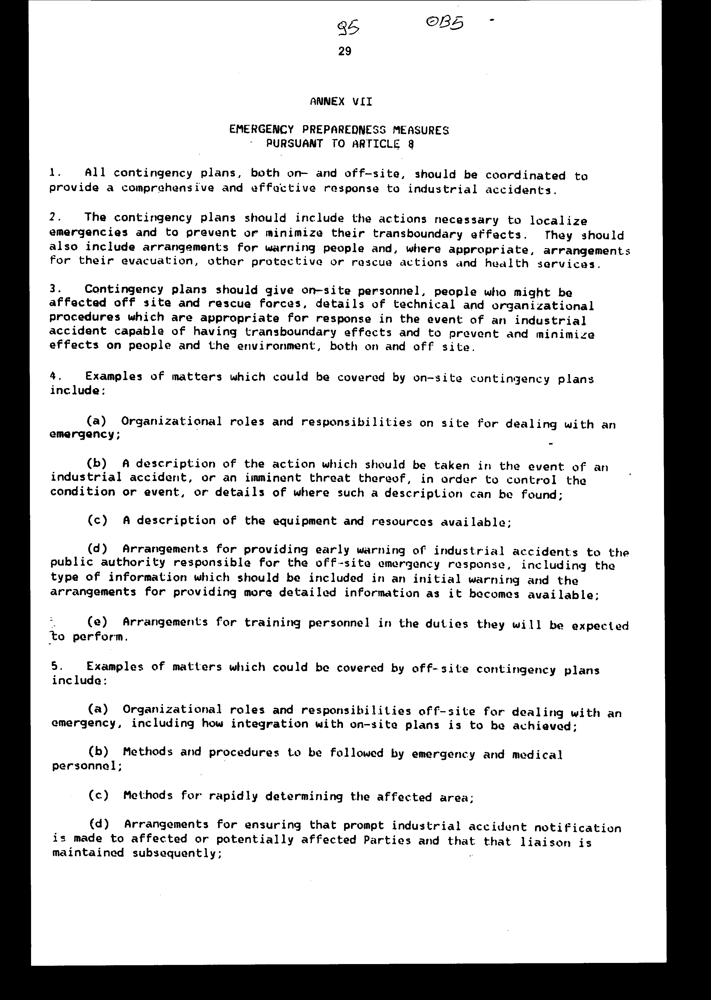 95 OB5
29
ANNEX VII
EMERGENCY PREPAREDNESS MEASURES
PURSUANT TO ARTICLE 8
1. All contingency plans, both on- and off-site, should be coordinated to
provide a comprehensive and effective response to industrial accidents.
2. The contingency plans should include the actions necessary to localize
emergencies and to prevent or minimize their transboundary effects. They should
also include arrangements for warning people and, where appropriate, arrangements
for their evacuation, other protective or rescue actions and health services.
3. Contingency plans should give on-site personnel, people who might be
affected off site and rescue forces, details of technical and organizational
procedures which are appropriate for response in the event of an industrial
accident capable of having transboundary effects and to prevent and minimize
effects on people and the environment, both on and off site.
4. Examples of matters which could be covered by on-site contingency plans
include:
(a) Organizational roles and responsibilities on site for dealing with an
emergency;
(b) A description of the action which should be taken in the event of an
industrial accident, or an imminent threat thereof, in order to control the
condition or event, or details of where such a description can be found;
(c) A description of the equipment and resources available;
(d) Arrangements for providing early warning of industrial accidents to the
public authority responsible for the off-site emergency response, including the
type of information which should be included in an initial warning and the
arrangements for providing more detailed information as it becomes available;
(e) Arrangements for training personnel in the duties they will be expected
to perform.
5. Examples of matters which could be covered by off-site contingency plans
include:
(a) Organizational roles and responsibilities off-site for dealing with an
emergency, including how integration with on-site plans is to be achieved;
(b) Methods and procedures to be followed by emergency and medical
personnel;
(c) Methods for rapidly determining the affected area;
(d) Arrangements for ensuring that prompt industrial accident notification
is made to affected or potentially affected Parties and that that liaison is
maintained subsequently;